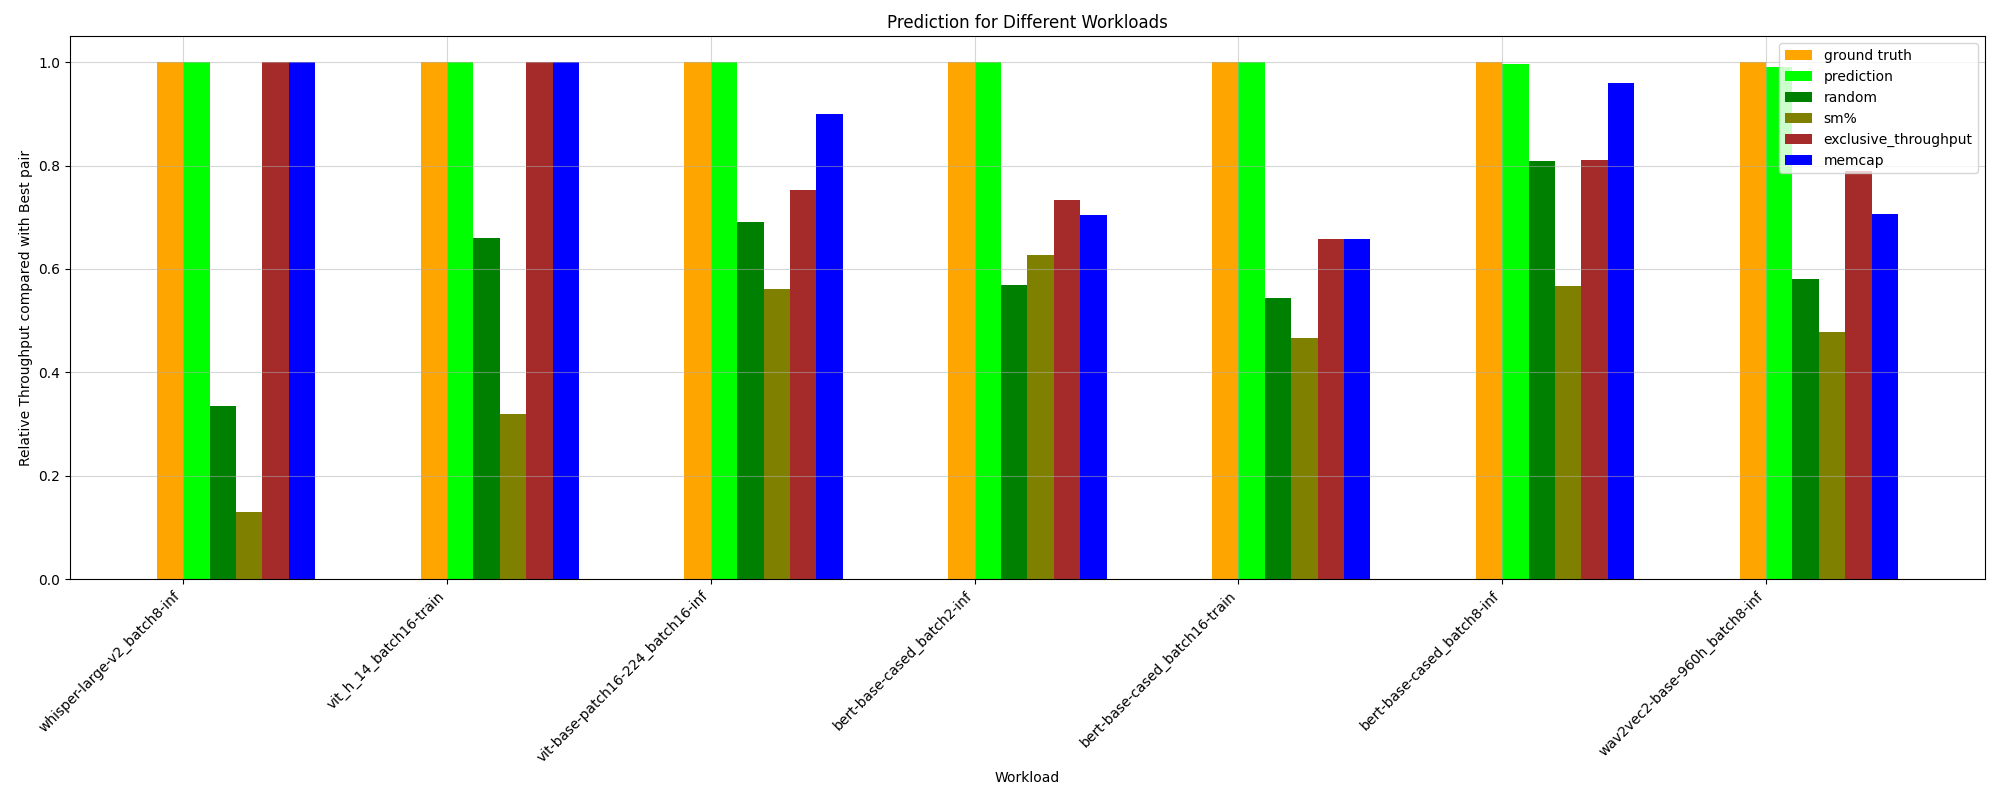 Prediction for Different Workloads
Relative Throughput compared with Best pair
1.0
0.8
0.6
0.4
0.2
0.0
ground truth
prediction
random
sm%
exclusive_throughput
memcap
whisper-large-v2_batch8-inf
vit_h_14_batch16-train
vit-base-patch16-224_batch16-inf
bert-base-cased_batch2-inf
bert-base-cased_batch16-train
bert-base-cased_batch8-inf
wav2vec2-base-960h_batch8-inf
Workload